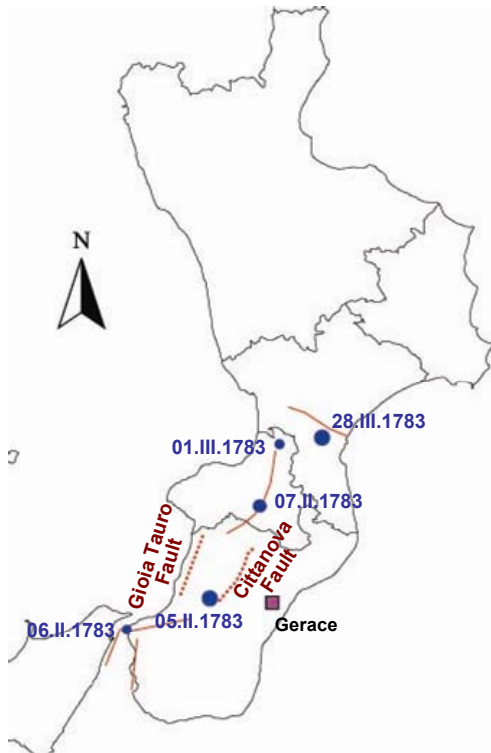 N
28.III.1783
01.III.1783
07.II.1783
Gioia Tauro
Fault
Cittanova
Fault
05.II.1783
06.II.1783
Gerace